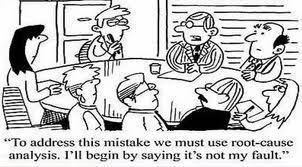 “To address this mistake we must use root-cause
analysis. I’ll begin by saying it’s not my fault.”